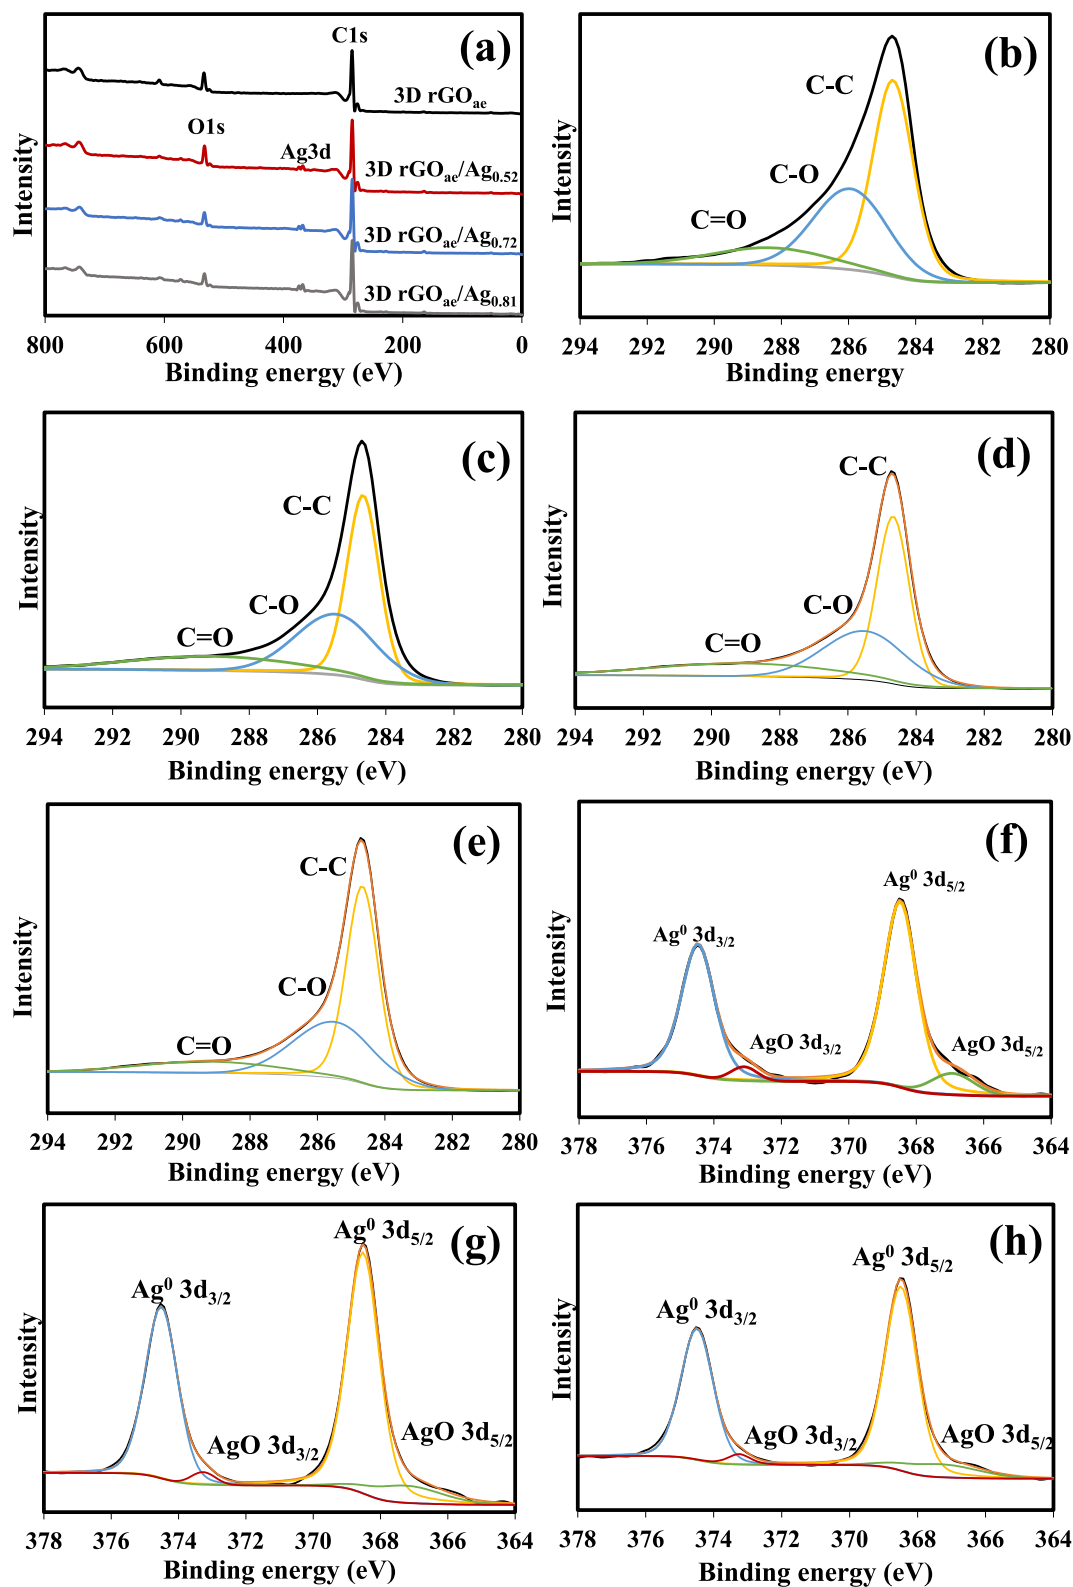 (a)
C1s
3D rGOae
O1s
Ag3d
3D rGOae/Ag0.52
3D rGOae/Ag0.72
3D rGOae/Ag0.81
Intensity
800 600 400 200 0
Binding energy (eV)
(b)
C-C
C-O
C=O
Intensity
294 292 290 288 286 284 282 280
Binding energy
(c)
C-C
C-O
C=O
Intensity
294 292 290 288 286 284 282 280
Binding energy (eV)
(d)
C-C
C-O
C=O
Intensity
294 292 290 288 286 284 282 280
Binding energy (eV)
(e)
C-C
C-O
C=O
Intensity
294 292 290 288 286 284 282 280
Binding energy (eV)
(f)
Ag⁰ 3d5/2
Ag⁰ 3d3/2
AgO 3d3/2
AgO 3d5/2
Intensity
378 376 374 372 370 368 366 364
Binding energy (eV)
(g)
Ag⁰ 3d5/2
Ag⁰ 3d3/2
AgO 3d3/2
AgO 3d5/2
Intensity
378 376 374 372 370 368 366 364
Binding energy (eV)
(h)
Ag⁰ 3d5/2
Ag⁰ 3d3/2
AgO 3d3/2
AgO 3d5/2
Intensity
378 376 374 372 370 368 366 364
Binding energy (eV)